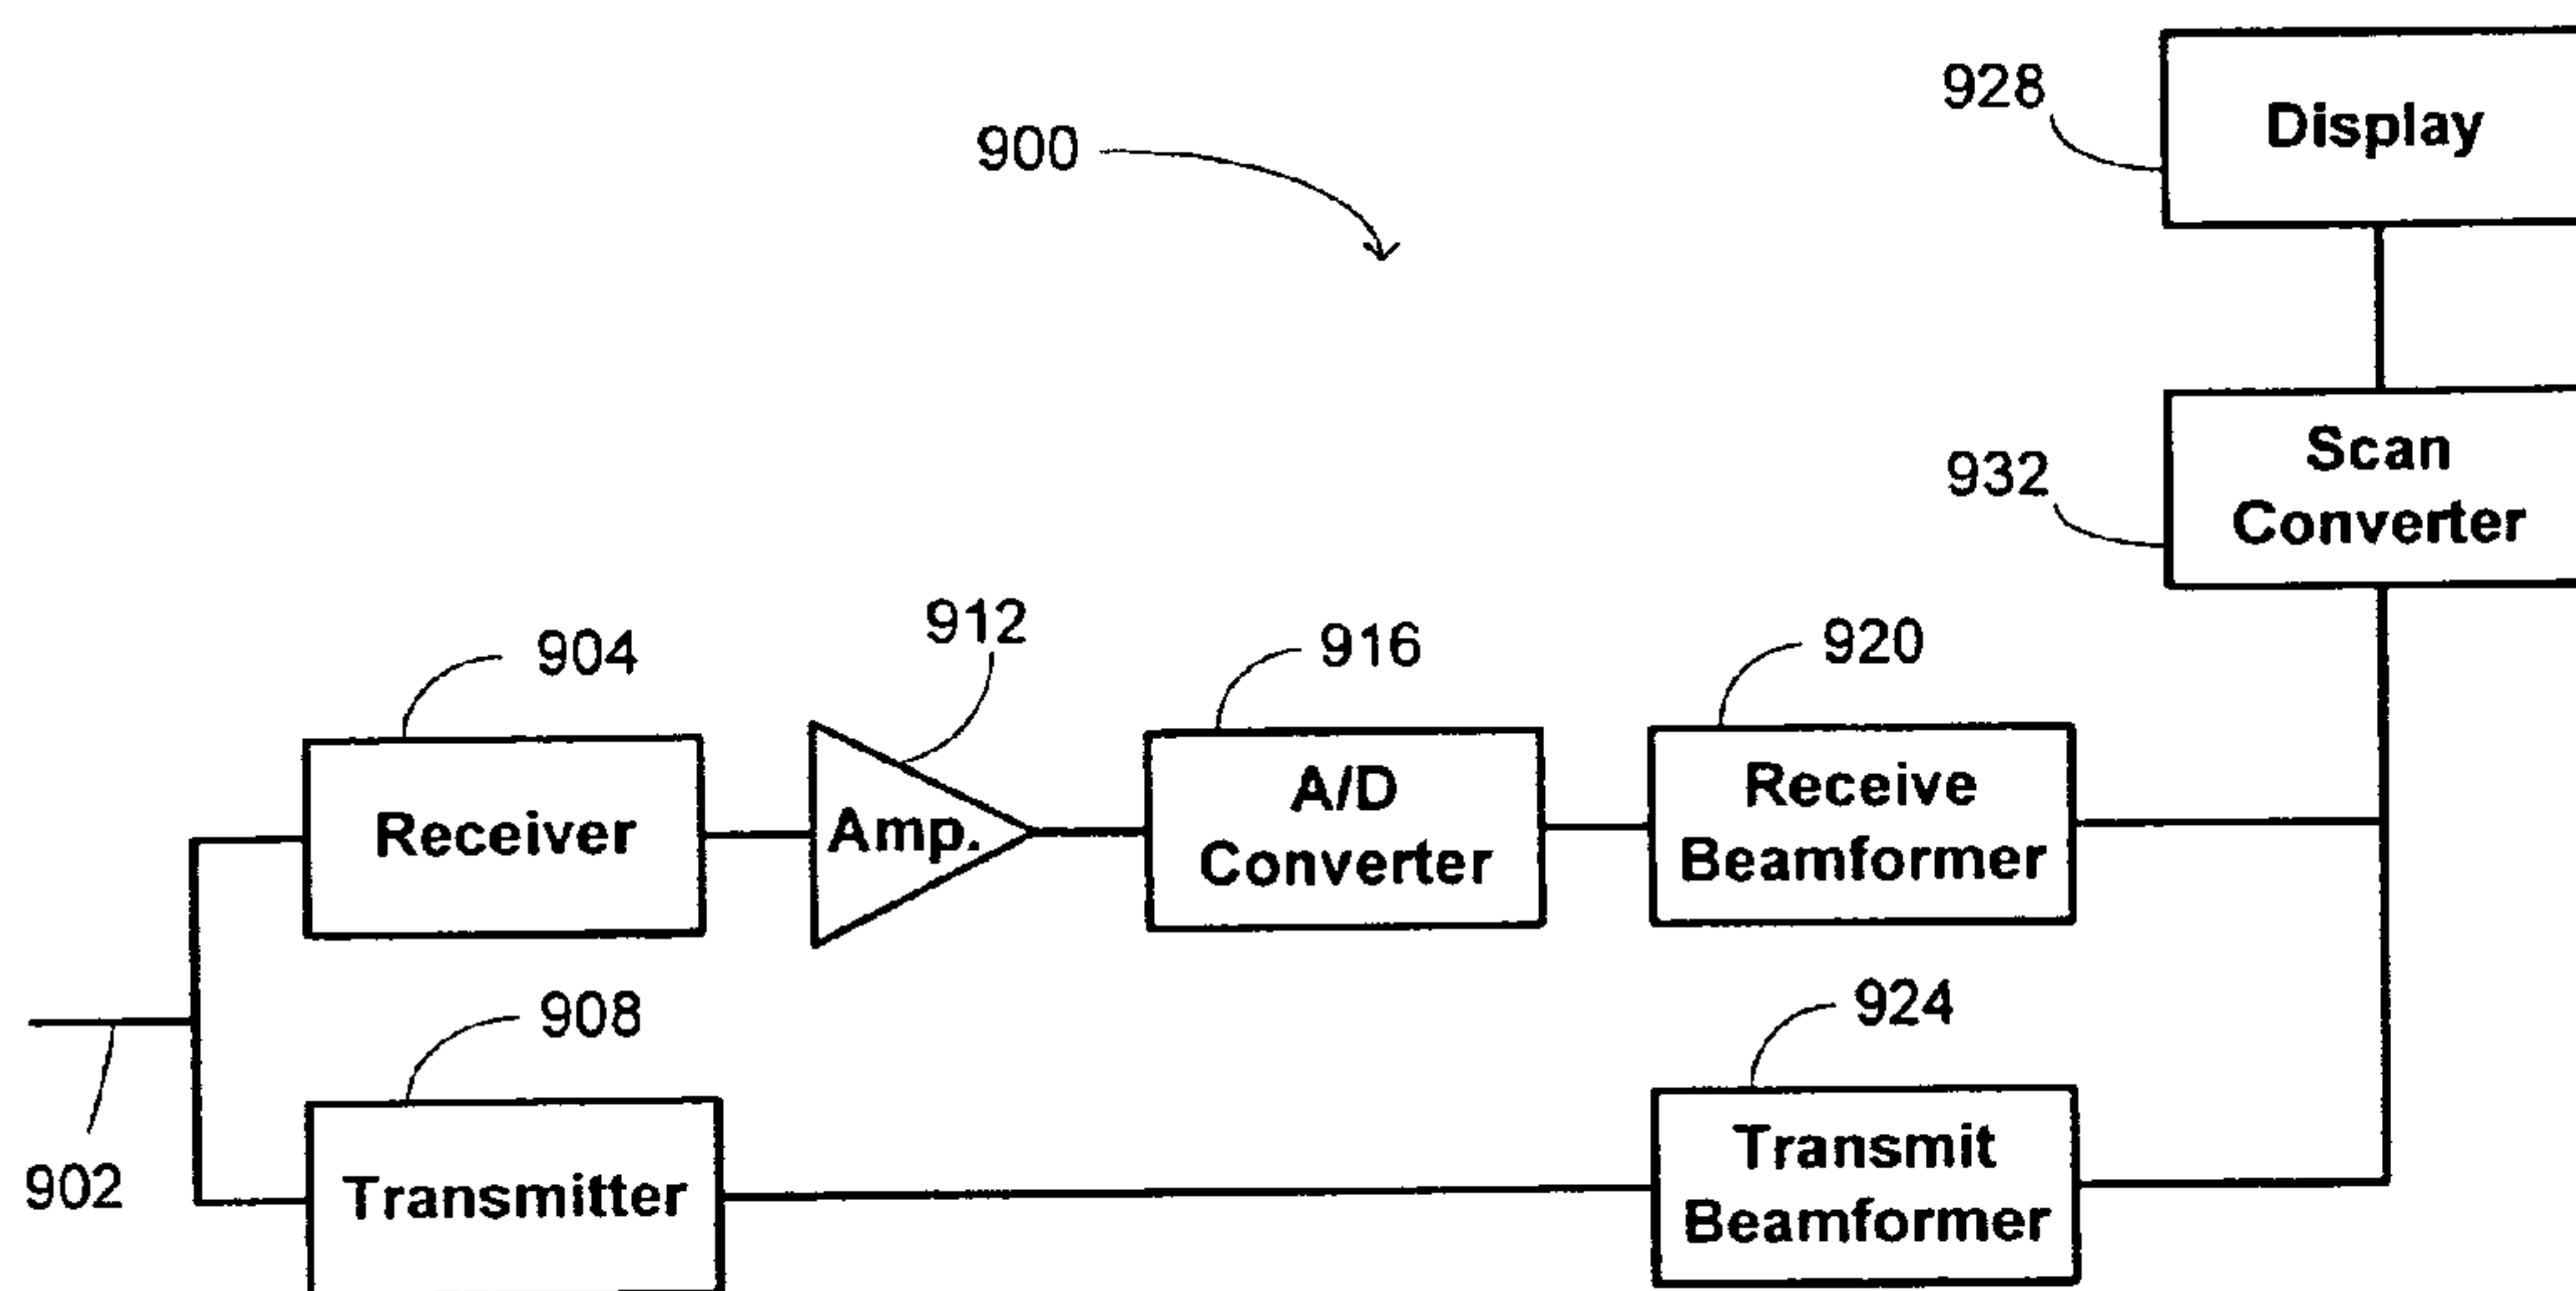 928
Display
900
932
Scan
Converter
904
912
916
920
Receiver
Amp.
A/D
Converter
Receive
Beamformer
902
908
924
Transmitter
Transmit
Beamformer